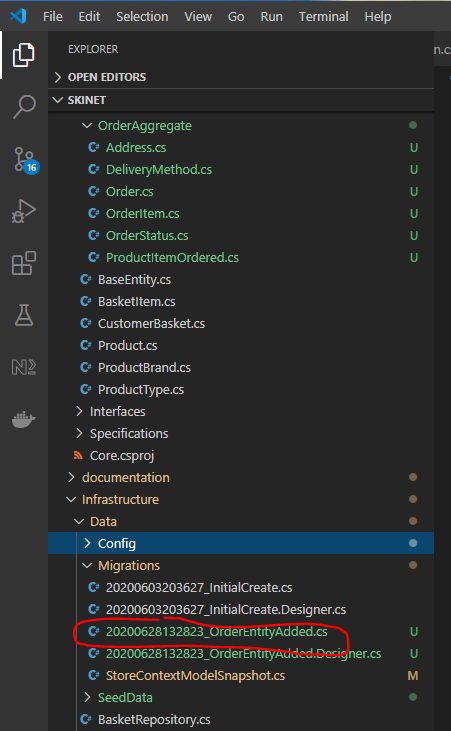 File Edit Selection View Go Run Terminal Help
EXPLORER
OPEN EDITORS
n.cs
SKINET
OrderAggregate
C# Address.cs U
C# DeliveryMethod.cs U
C# Order.cs U
C# OrderItem.cs U
C# OrderStatus.cs U
C# ProductItemOrdered.cs U
C# BaseEntity.cs
C# BasketItem.cs
C# CustomerBasket.cs
C# Product.cs
C# ProductBrand.cs
C# ProductType.cs
Interfaces
Specifications
Core.csproj
documentation
Infrastructure
Data
Config
Migrations
C# 20200603203627_InitialCreate.cs
C# 20200603203627_InitialCreate.Designer.cs
C# 20200628132823_OrderEntityAdded.cs U
C# 20200628132823_OrderEntityAdded.Designer.cs U
C# StoreContextModelSnapshot.cs M
SeedData
C# BasketRepository.cs
16